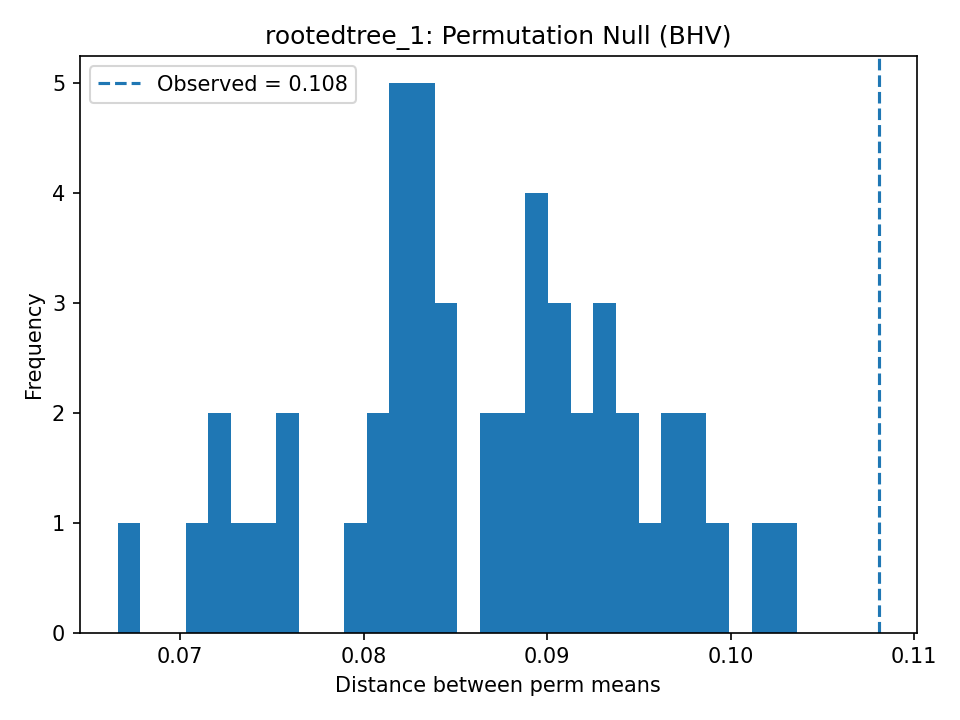 rootedtree_1: Permutation Null (BHV)
Observed = 0.108
Frequency
5
4
3
2
1
0
0.07 0.08 0.09 0.10 0.11
Distance between perm means